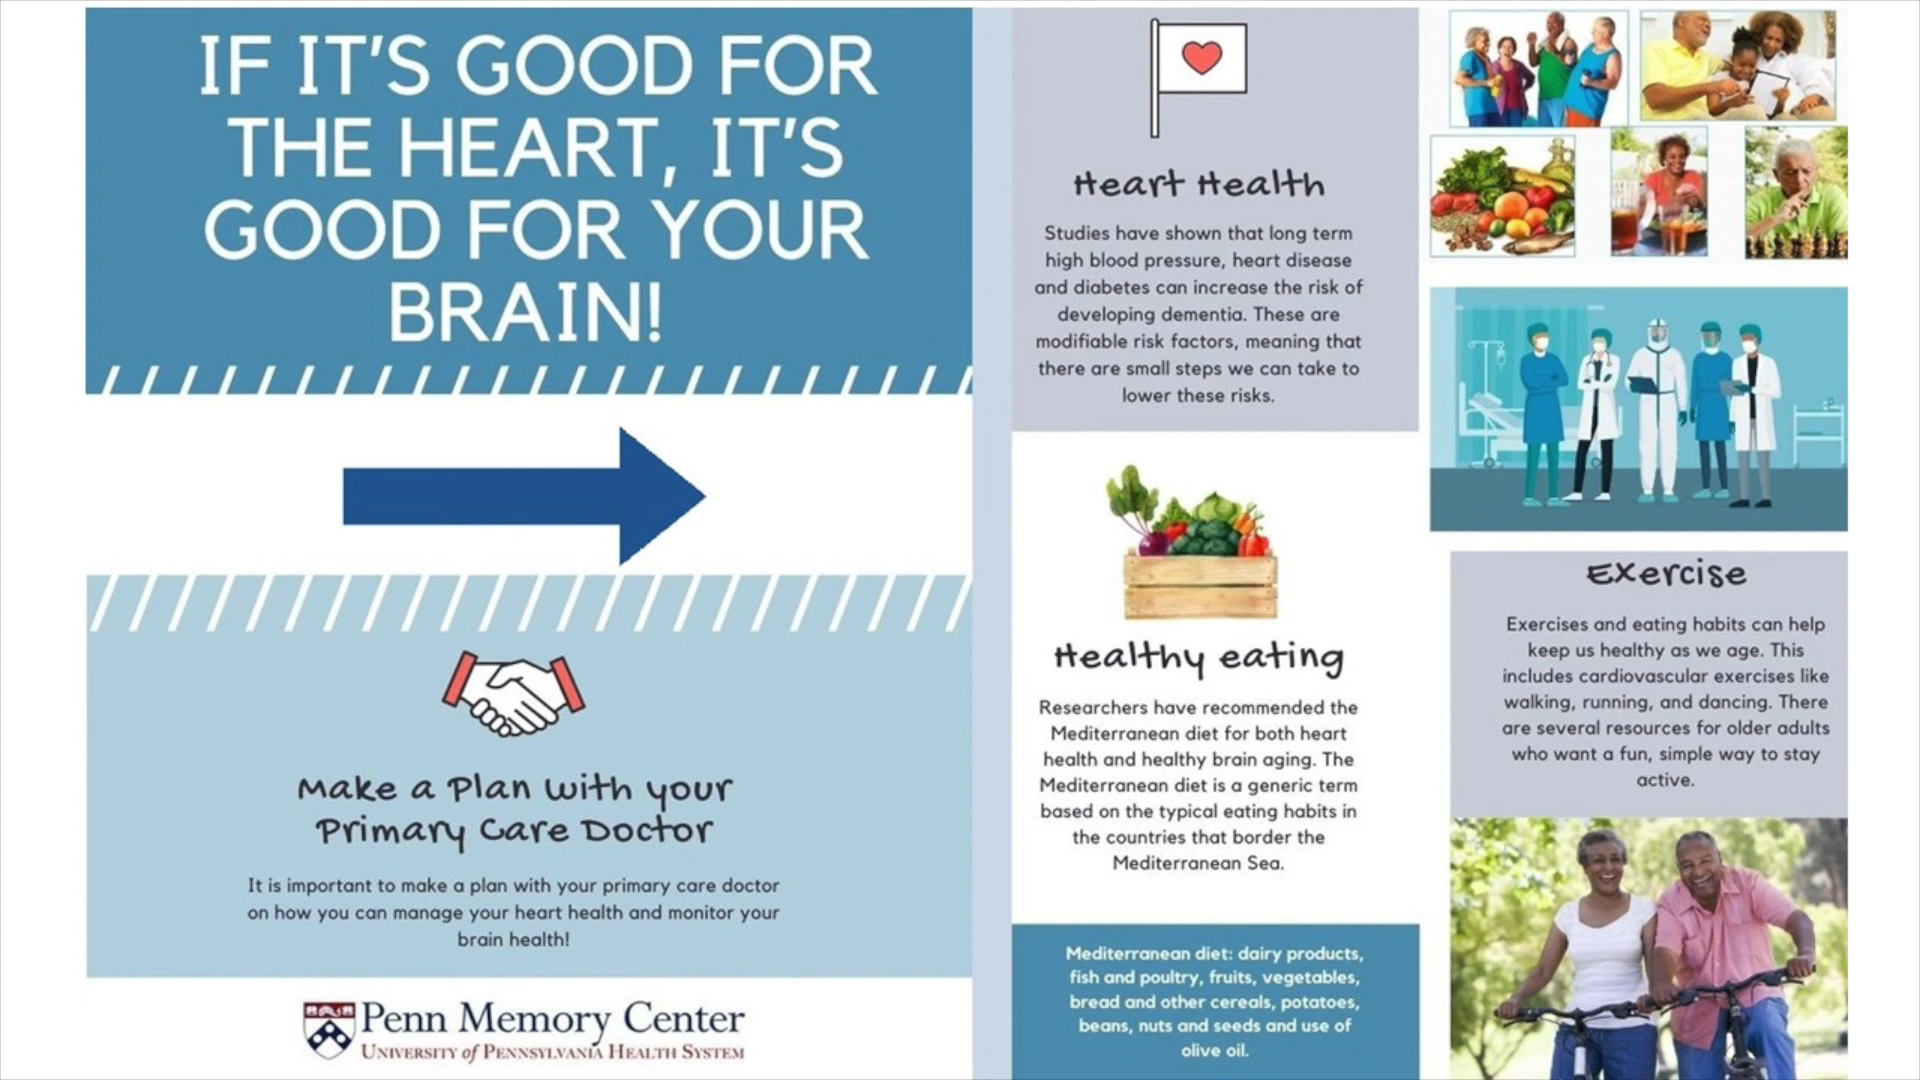 IF IT'S GOOD FOR
THE HEART, IT'S
GOOD FOR YOUR
BRAIN!
Make a Plan with your
Primary Care Doctor
It is important to make a plan with your primary care doctor
on how you can manage your heart health and monitor your
brain health!
Penn Memory Center
UNIVERSITY of PENNSYLVANIA HEALTH SYSTEM
Heart Health
Studies have shown that long term
high blood pressure, heart disease
and diabetes can increase the risk of
developing dementia. These are
modifiable risk factors, meaning that
there are small steps we can take to
lower these risks.
Healthy eating
Researchers have recommended the
Mediterranean diet for both heart
health and healthy brain aging. The
Mediterranean diet is a generic term
based on the typical eating habits in
the countries that border the
Mediterranean Sea.
Mediterranean diet: dairy products,
fish and poultry, fruits, vegetables,
bread and other cereals, potatoes,
beans, nuts and seeds and use of
olive oil.
Exercise
Exercises and eating habits can help
keep us healthy as we age. This
includes cardiovascular exercises like
walking, running, and dancing. There
are several resources for older adults
who want a fun, simple way to stay
active.